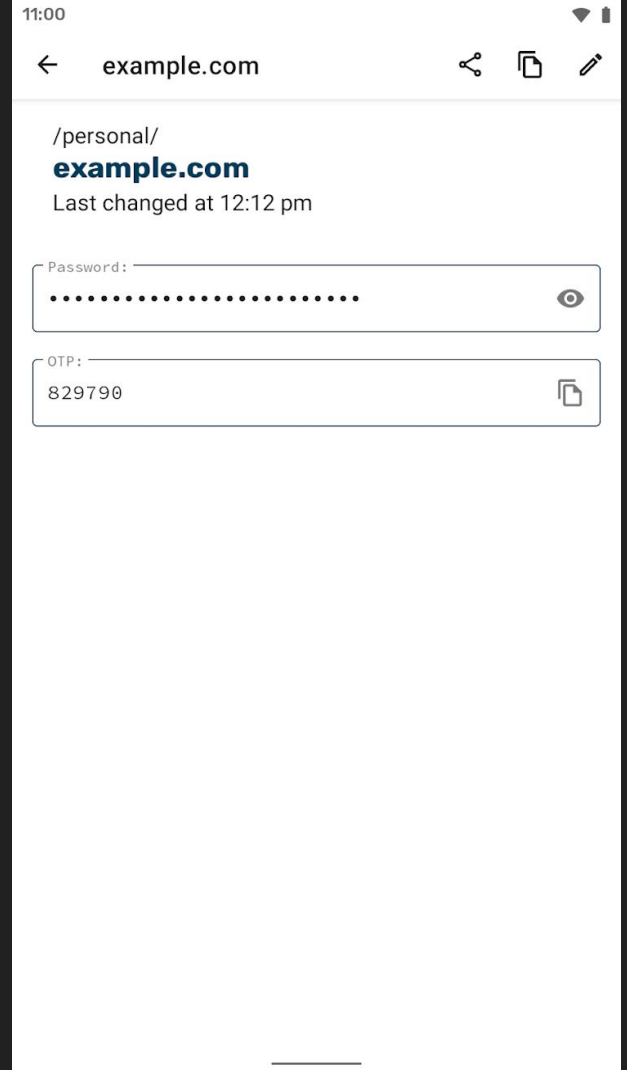 11:00
example.com
/personal/
example.com
Last changed at 12:12 pm
Password:
•••••••••••••••••••••••••
OTP:
829790